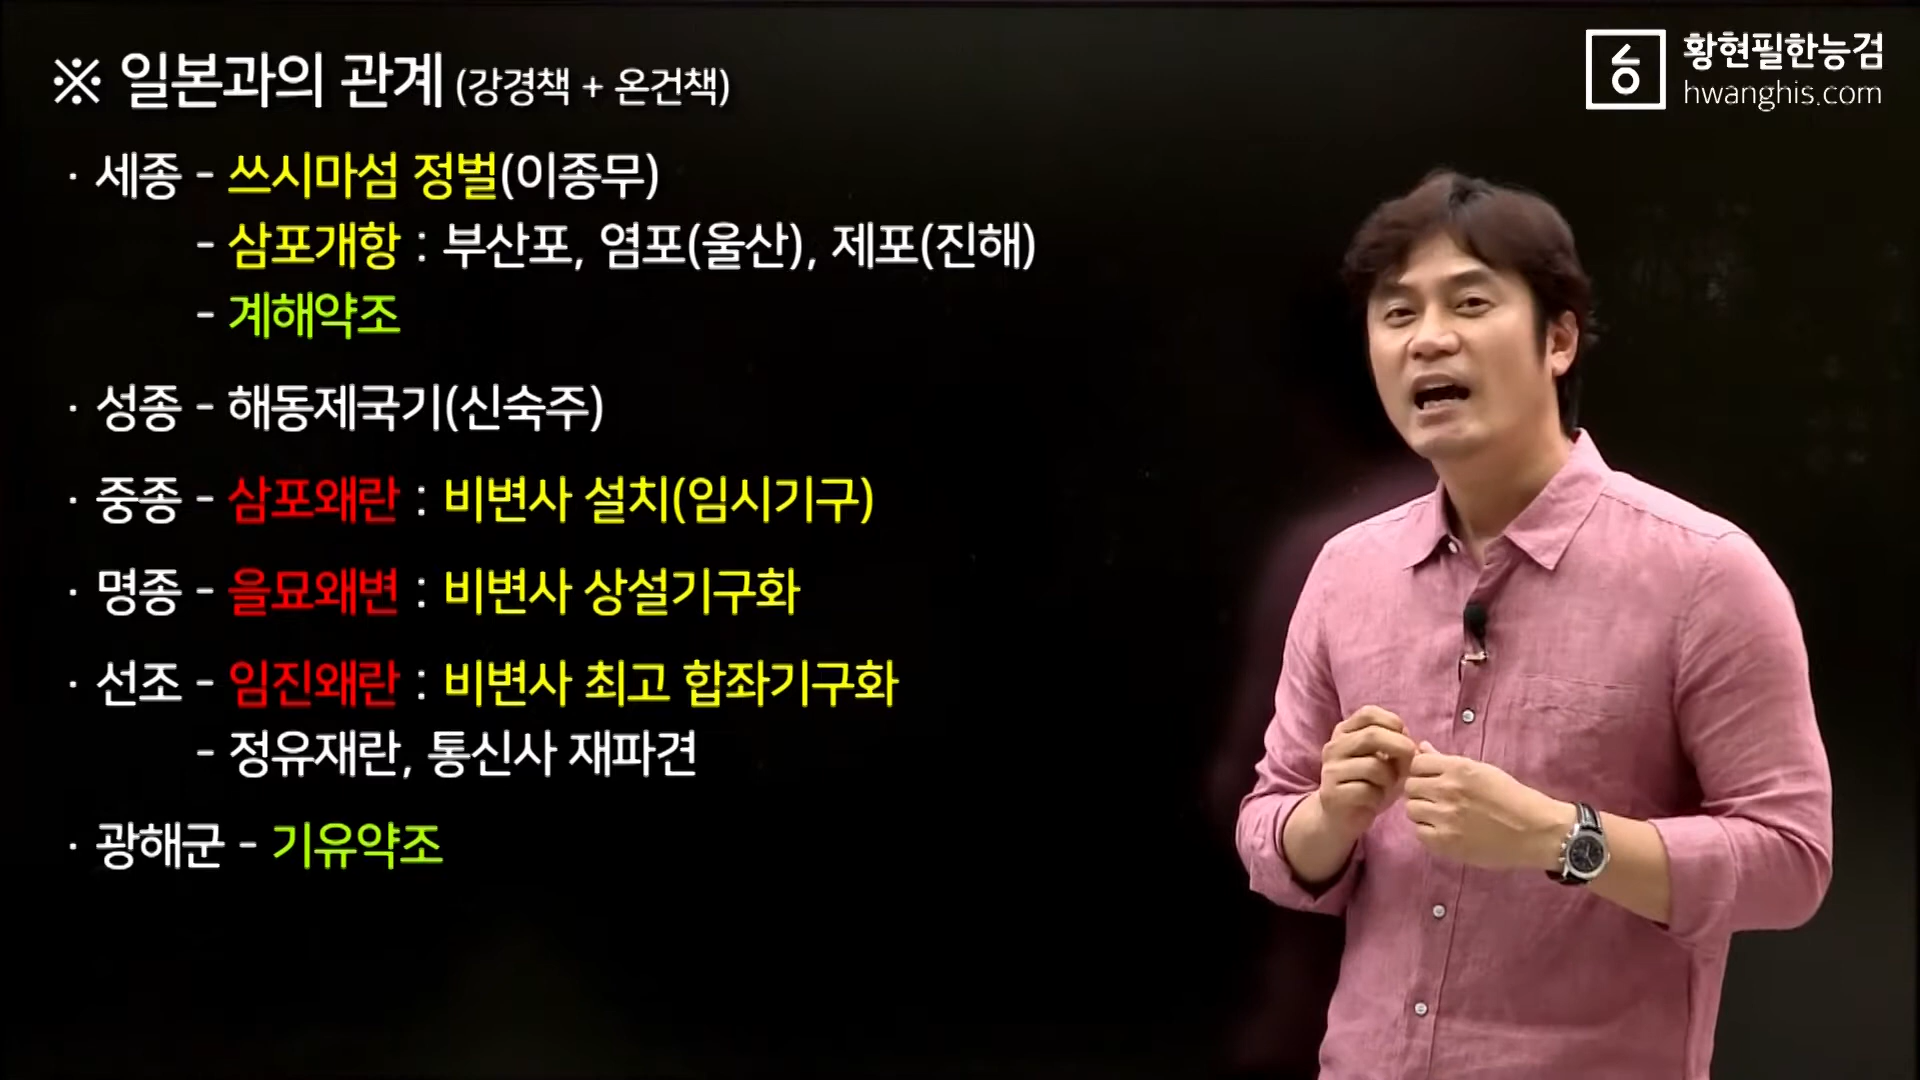 ※ 일본과의 관계 (강경책 + 온건책)
· 세종 - 쓰시마섬 정벌(이종무)
- 삼포개항 : 부산포, 염포(울산), 제포(진해)
- 계해약조
· 성종 - 해동제국기(신숙주)
· 중종 - 삼포왜란 : 비변사 설치(임시기구)
· 명종 - 을묘왜변 : 비변사 상설기구화
· 선조 - 임진왜란 : 비변사 최고 합좌기구화
- 정유재란, 통신사 재파견
· 광해군 - 기유약조
황현필한능검
hwanghis.com